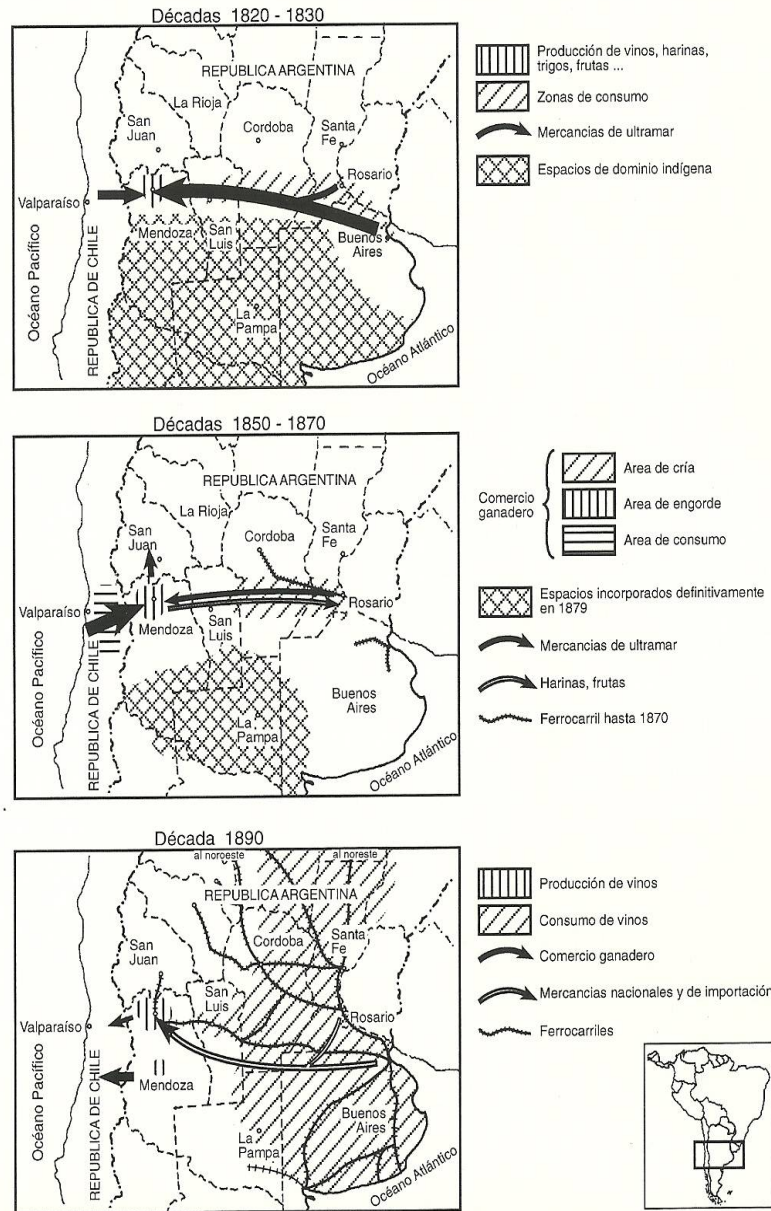 Décadas 1820 - 1830
REPUBLICA ARGENTINA
La Rioja
San
Juan
Cordoba
Santa
Fe
Rosario
Valparaíso
Mendoza
San
Luis
Buenos
Aires
La
Pampa
Océano Pacífico
REPUBLICA DE CHILE
Océano Atlántico
Producción de vinos, harinas,
trigos, frutas ...
Zonas de consumo
Mercancias de ultramar
Espacios de dominio indígena
Décadas 1850 - 1870
REPUBLICA ARGENTINA
La Rioja
San
Juan
Cordoba
Santa
Fe
Rosario
Valparaíso
Mendoza
San
Luis
Buenos
Aires
La
Pampa
Océano Pacífico
REPUBLICA DE CHILE
Océano Atlántico
Comercio
ganadero
Area de cría
Area de engorde
Area de consumo
Espacios incorporados definitivamente
en 1879
Mercancias de ultramar
Harinas, frutas
Ferrocarril hasta 1870
Década 1890
al noroeste
al noreste
REPUBLICA ARGENTINA
San
Juan
Cordoba
Santa
Fe
San
Luis
Rosario
Valparaíso
Mendoza
Buenos
Aires
La
Pampa
Océano Pacífico
REPUBLICA DE CHILE
Océano Atlántico
Producción de vinos
Consumo de vinos
Comercio ganadero
Mercancias nacionales y de importación
Ferrocarriles